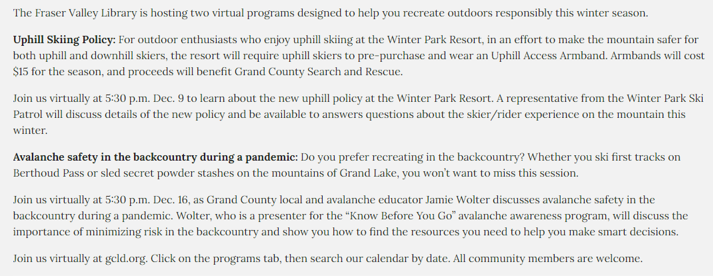 The Fraser Valley Library is hosting two virtual programs designed to help you recreate outdoors responsibly this winter season.
Uphill Skiing Policy: For outdoor enthusiasts who enjoy uphill skiing at the Winter Park Resort, in an effort to make the mountain safer for
both uphill and downhill skiers, the resort will require uphill skiers to pre-purchase and wear an Uphill Access Armband. Armbands will cost
$15 for the season, and proceeds will benefit Grand County Search and Rescue.
Join us virtually at 5:30 p.m. Dec. 9 to learn about the new uphill policy at the Winter Park Resort. A representative from the Winter Park Ski
Patrol will discuss details of the new policy and be available to answers questions about the skier/rider experience on the mountain this
winter.
Avalanche safety in the backcountry during a pandemic: Do you prefer recreating in the backcountry? Whether you ski first tracks on
Berthoud Pass or sled secret powder stashes on the mountains of Grand Lake, you won't want to miss this session.
Join us virtually at 5:30 p.m. Dec. 16, as Grand County local and avalanche educator Jamie Wolter discusses avalanche safety in the
backcountry during a pandemic. Wolter, who is a presenter for the “Know Before You Go” avalanche awareness program, will discuss the
importance of minimizing risk in the backcountry and show you how to find the resources you need to help you make smart decisions.
Join us virtually at gcld.org. Click on the programs tab, then search our calendar by date. All community members are welcome.